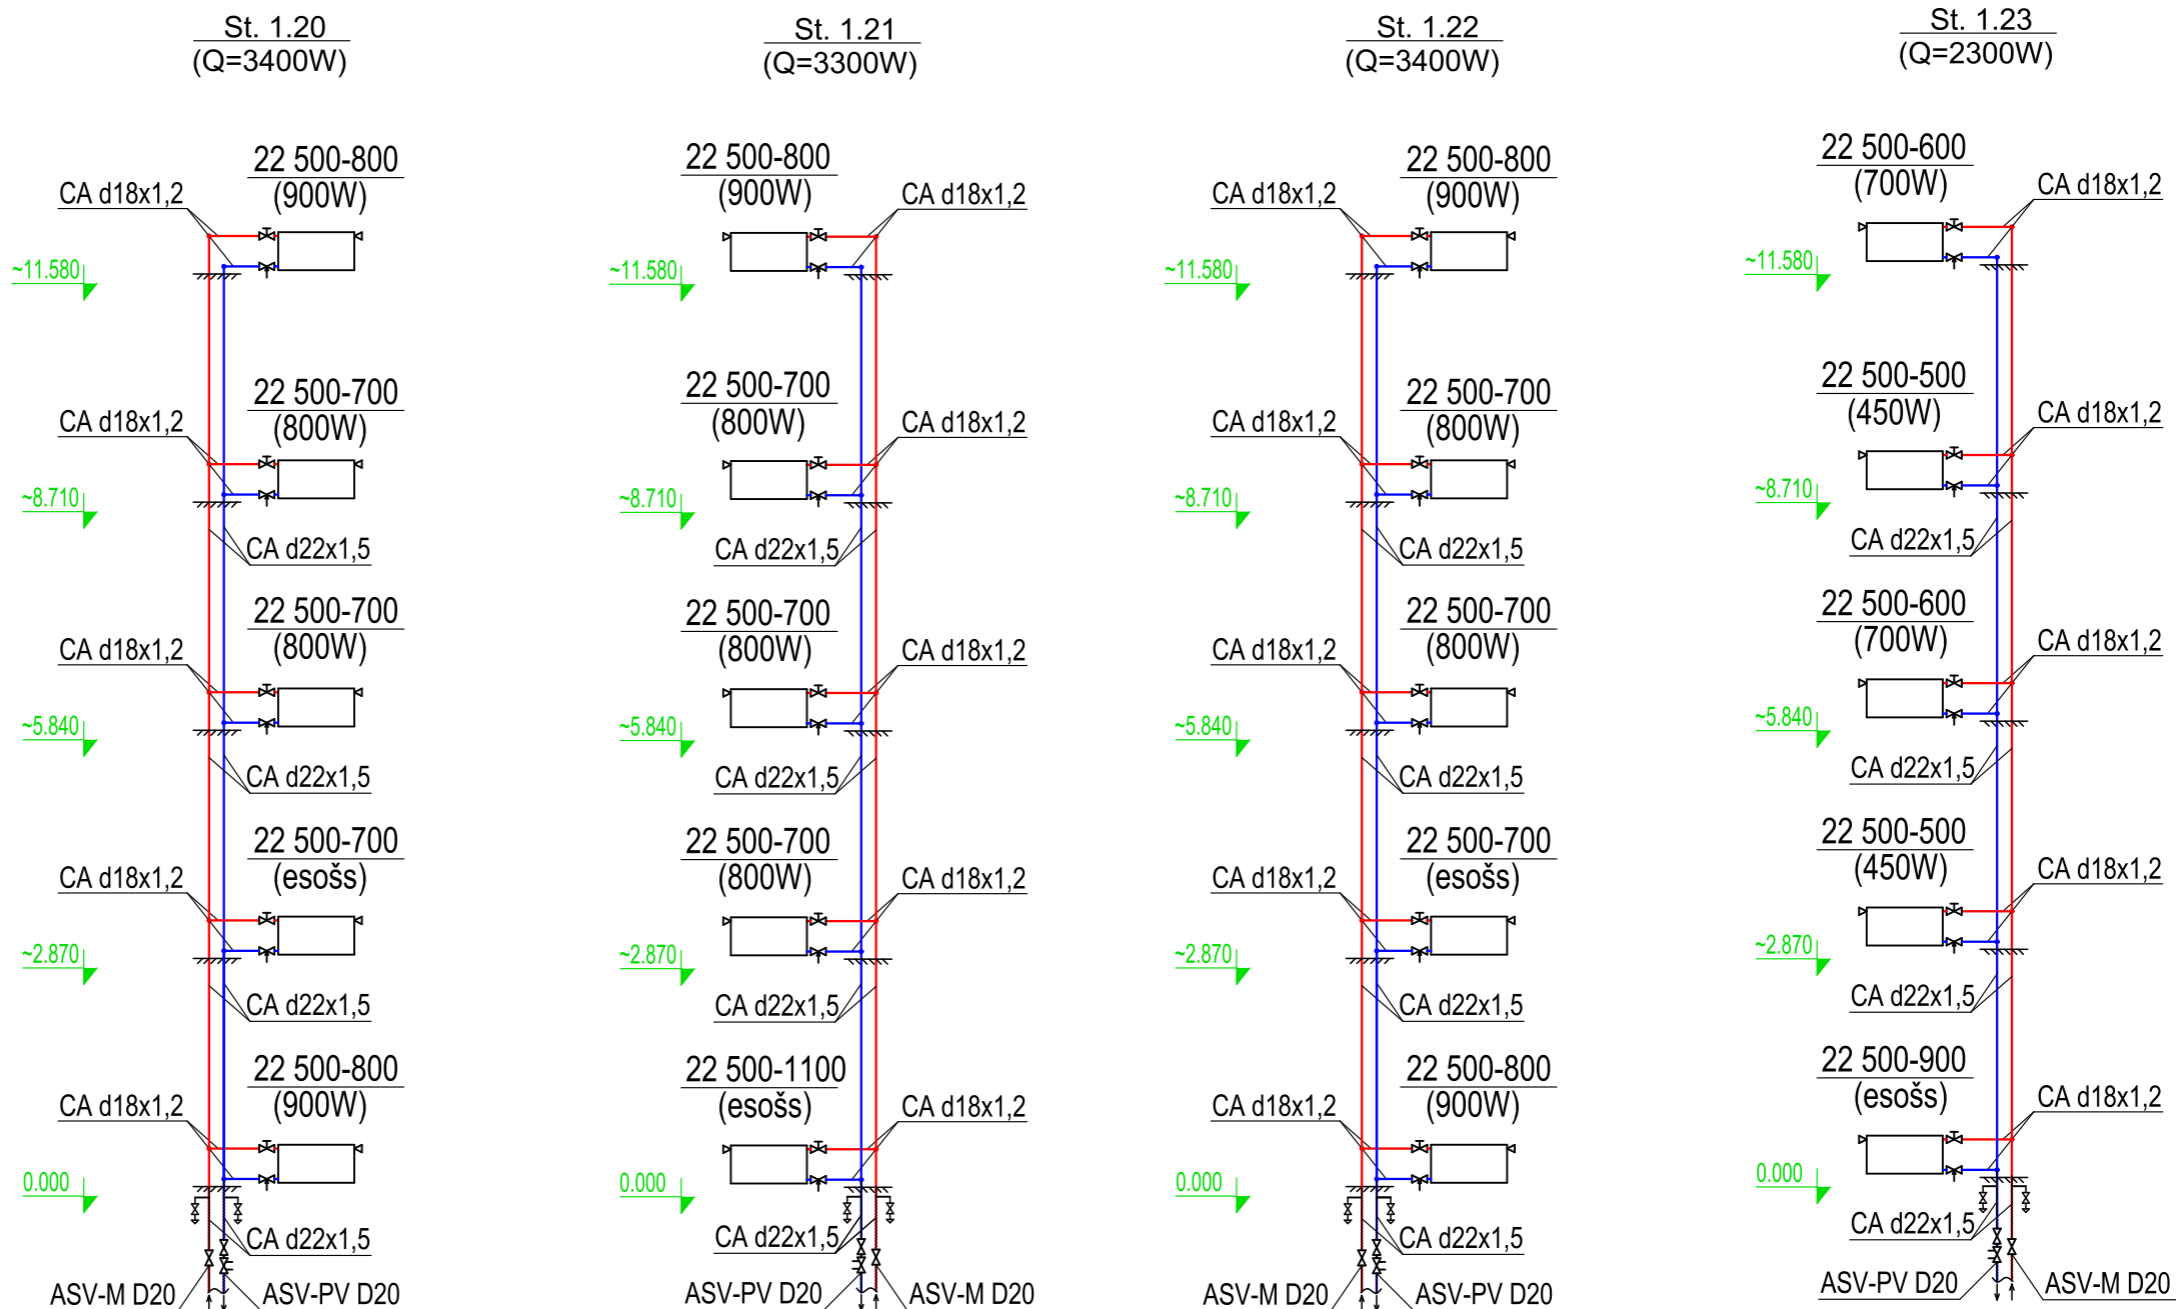 St. 1.20
(Q=3400W)
22 500-800
(900W)
CA d18x1,2
~11.580
22 500-700
(800W)
CA d18x1,2
~8.710
CA d22x1,5
22 500-700
(800W)
CA d18x1,2
~5.840
CA d22x1,5
22 500-700
(esošs)
CA d18x1,2
~2.870
CA d22x1,5
22 500-800
(900W)
CA d18x1,2
0.000
CA d22x1,5
ASV-M D20
ASV-PV D20
St. 1.21
(Q=3300W)
22 500-800
(900W)
CA d18x1,2
~11.580
22 500-700
(800W)
CA d18x1,2
~8.710
CA d22x1,5
22 500-700
(800W)
CA d18x1,2
~5.840
CA d22x1,5
22 500-700
(800W)
CA d18x1,2
~2.870
CA d22x1,5
22 500-1100
(esošs)
CA d18x1,2
0.000
CA d22x1,5
ASV-PV D20
ASV-M D20
St. 1.22
(Q=3400W)
22 500-800
(900W)
CA d18x1,2
~11.580
22 500-700
(800W)
CA d18x1,2
~8.710
CA d22x1,5
22 500-700
(800W)
CA d18x1,2
~5.840
CA d22x1,5
22 500-700
(esošs)
CA d18x1,2
~2.870
CA d22x1,5
22 500-800
(900W)
CA d18x1,2
0.000
CA d22x1,5
ASV-M D20
ASV-PV D20
St. 1.23
(Q=2300W)
22 500-600
(700W)
CA d18x1,2
~11.580
22 500-500
(450W)
CA d18x1,2
~8.710
CA d22x1,5
22 500-600
(700W)
CA d18x1,2
~5.840
CA d22x1,5
22 500-500
(450W)
CA d18x1,2
~2.870
CA d22x1,5
22 500-900
(esošs)
CA d18x1,2
0.000
CA d22x1,5
ASV-PV D20
ASV-M D20